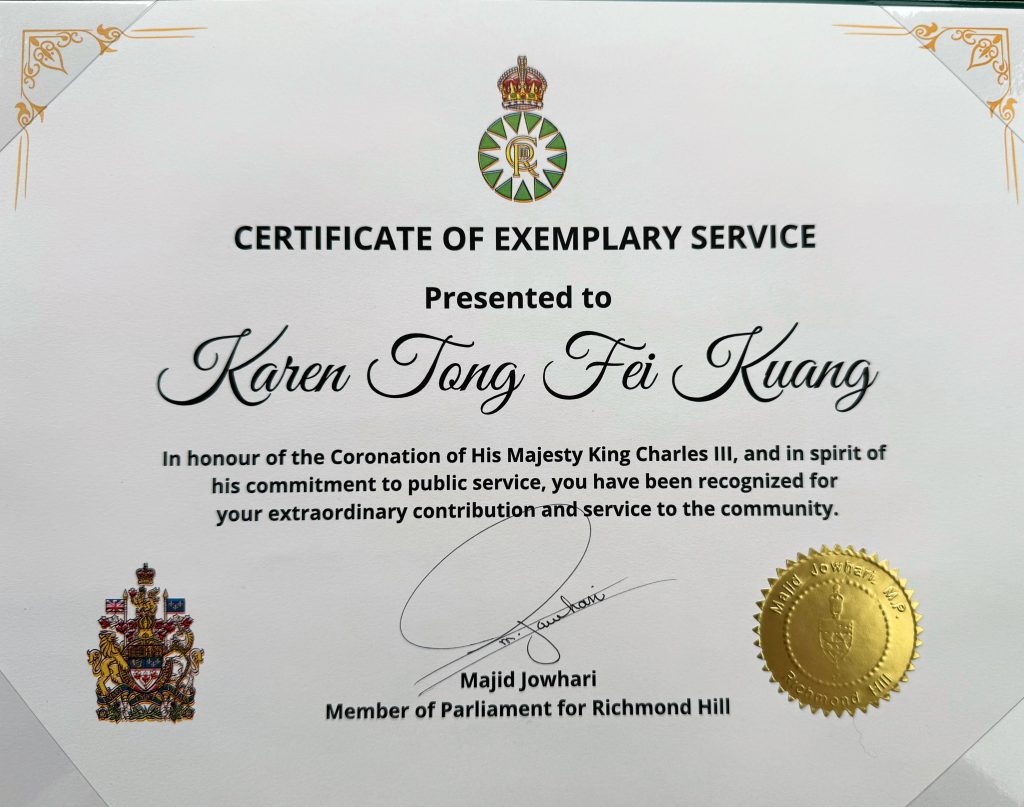 CERTIFICATE OF EXEMPLARY SERVICE
Presented to
Karen Tong Fei Kuang
In honour of the Coronation of His Majesty King Charles III, and in spirit of
his commitment to public service, you have been recognized for
your extraordinary contribution and service to the community.
M. Jowhari
Majid Jowhari
Member of Parliament for Richmond Hill
Majid Jowhari, M.P.
Richmond Hill